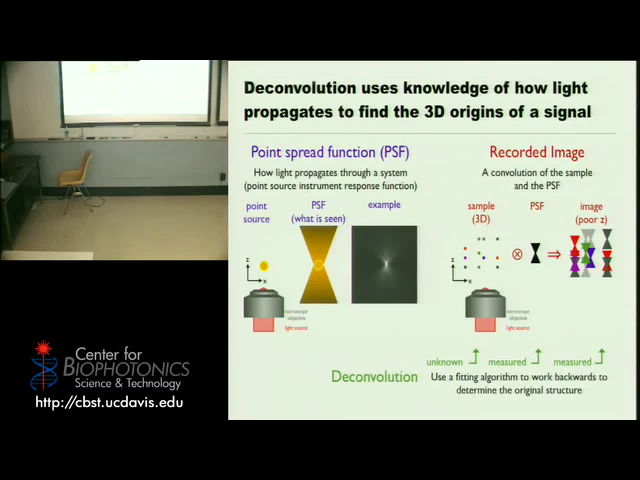 Deconvolution uses knowledge of how light
propagates to find the 3D origins of a signal
Point spread function (PSF)
How light propagates through a system
(point source instrument response function)
point
source
PSF
(what is seen)
example
z
x
microscope
objective
light source
Recorded Image
A convolution of the sample
and the PSF
sample
(3D)
PSF
image
(poor z)
⊗
⇒
z
x
microscope
objective
light source
unknown
measured
measured
Deconvolution
Use a fitting algorithm to work backwards to
determine the original structure
Center for
BIOPHOTONICS
Science & Technology
http://cbst.ucdavis.edu